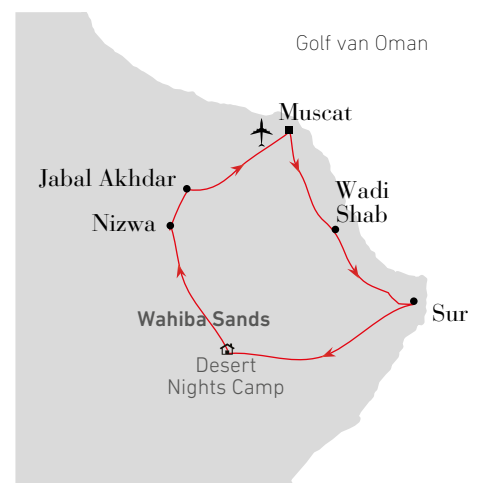 Golf van Oman
Muscat
Jabal Akhdar
Wadi
Shab
Nizwa
Sur
Wahiba Sands
Desert
Nights Camp